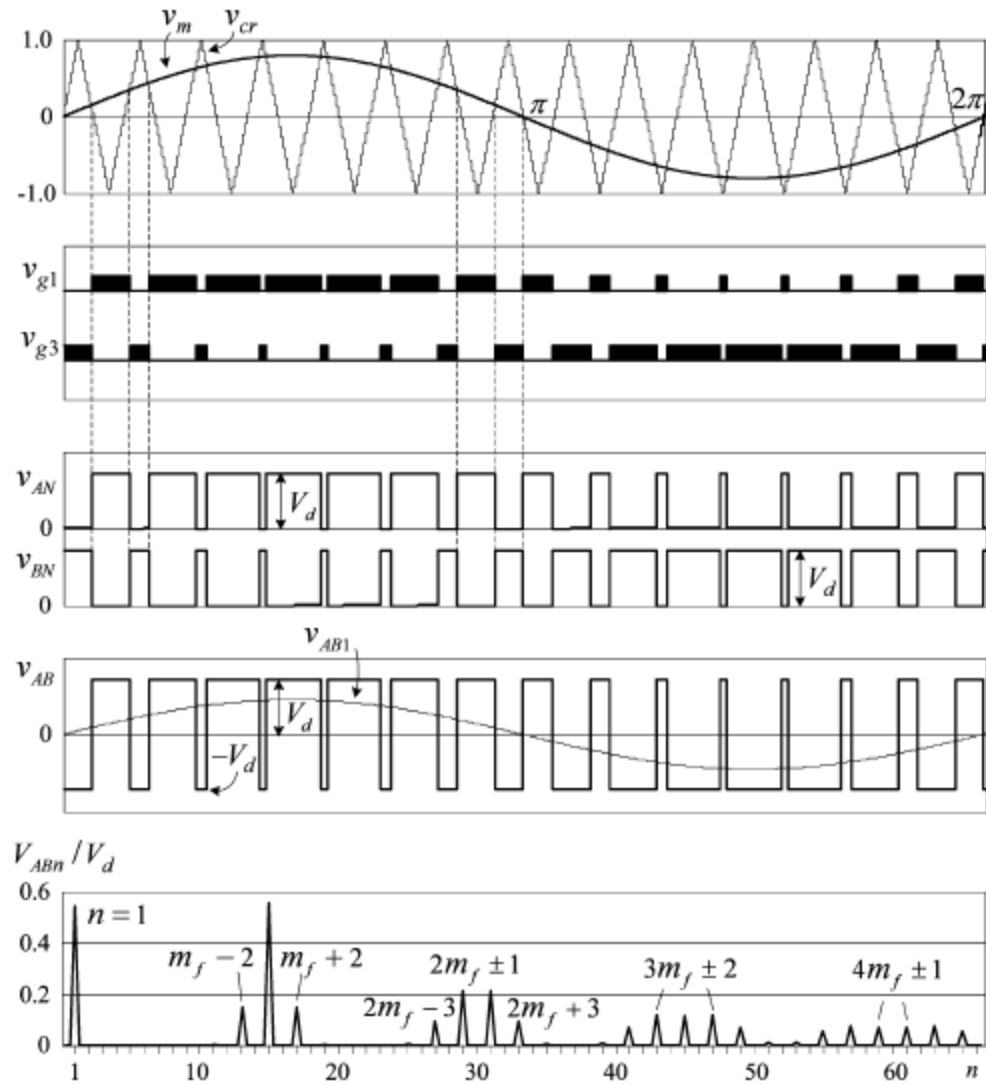 v_m v_cr
1.0
0
-1.0
π
2π
v_g1
v_g3
v_AN
V_d
0
v_BN
V_d
0
v_AB1
v_AB
V_d
0
-V_d
V_ABn / V_d
0.6
n = 1
0.4
m_f − 2 m_f + 2 2m_f ± 1 3m_f ± 2 4m_f ± 1
0.2
2m_f − 3 2m_f + 3
0
1 10 20 30 40 50 60 n